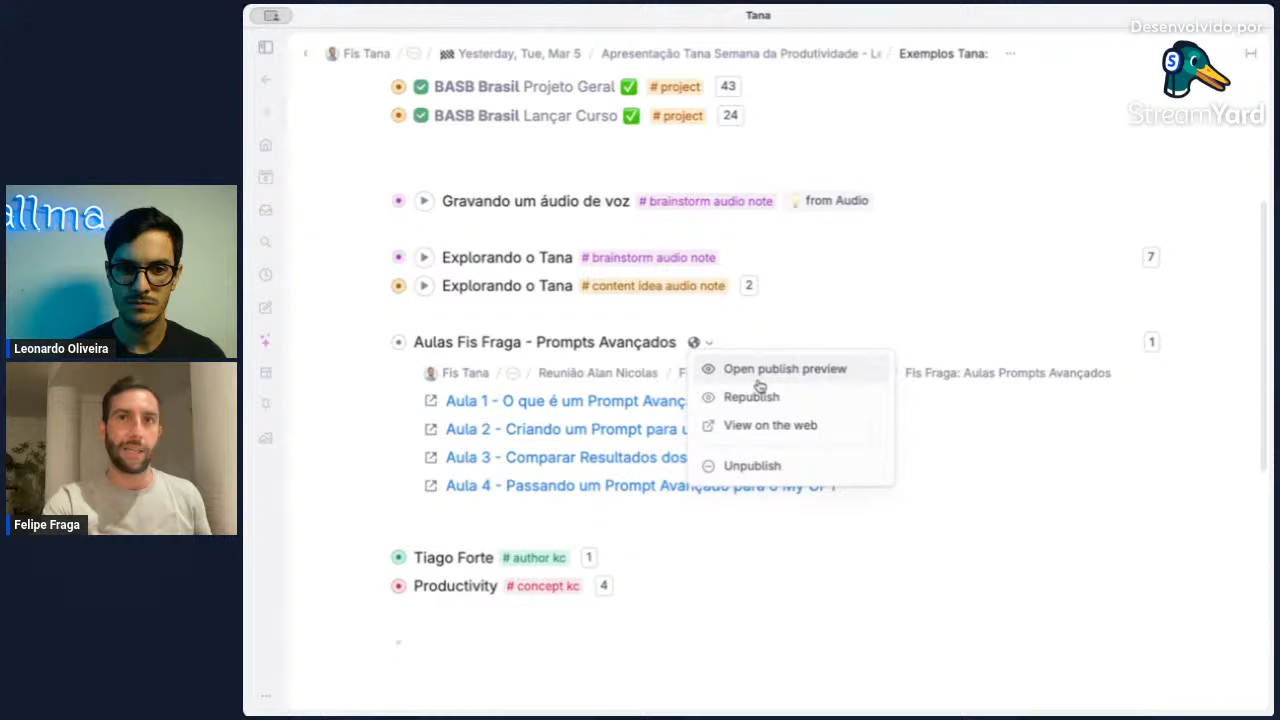 Tana
Desenvolvido por
StreamYard
Fis Tana / / Yesterday, Tue, Mar 5 / Apresentação Tana Semana da Produtividade - Le / Exemplos Tana: ...
BASB Brasil Projeto Geral ✅ # project 43
BASB Brasil Lançar Curso ✅ # project 24
Gravando um áudio de voz # brainstorm audio note from Audio
Explorando o Tana # brainstorm audio note 7
Explorando o Tana # content idea audio note 2
Aulas Fis Fraga - Prompts Avançados 1
Open publish preview
Fis Tana / / Reunião Alan Nicolas / F Fis Fraga: Aulas Prompts Avançados
Republish
Aula 1 - O que é um Prompt Avanç
View on the web
Aula 2 - Criando um Prompt para u
Aula 3 - Comparar Resultados dos
Unpublish
Aula 4 - Passando um Prompt Avançado para o My GPT
Tiago Forte # author kc 1
Productivity # concept kc 4
allma
Leonardo Oliveira
Felipe Fraga